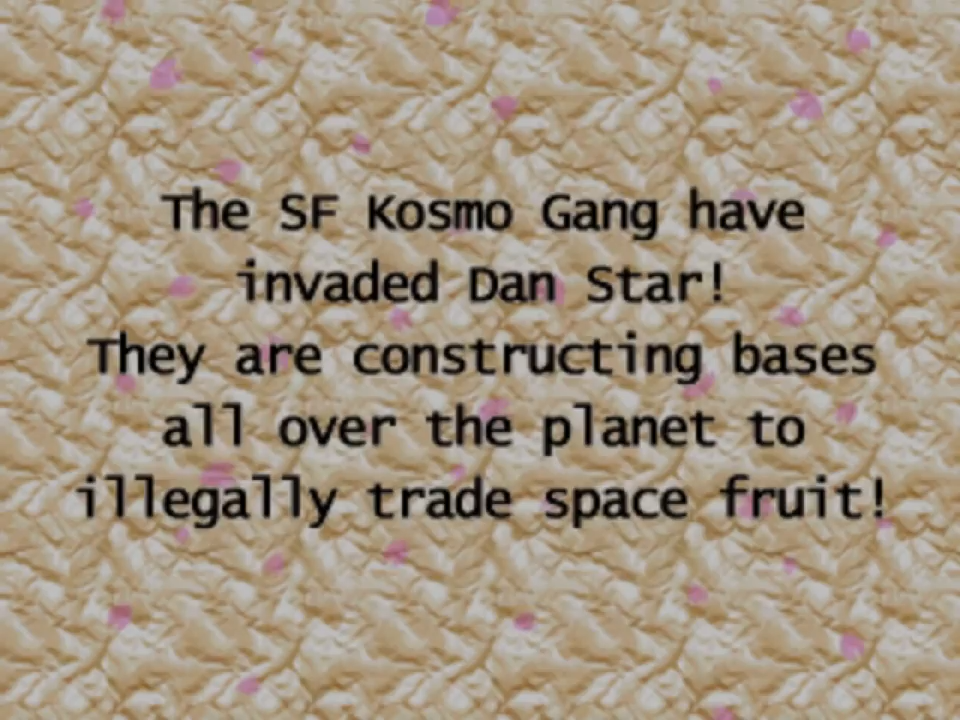 The SF Kosmo Gang have
invaded Dan Star!
They are constructing bases
all over the planet to
illegally trade space fruit!